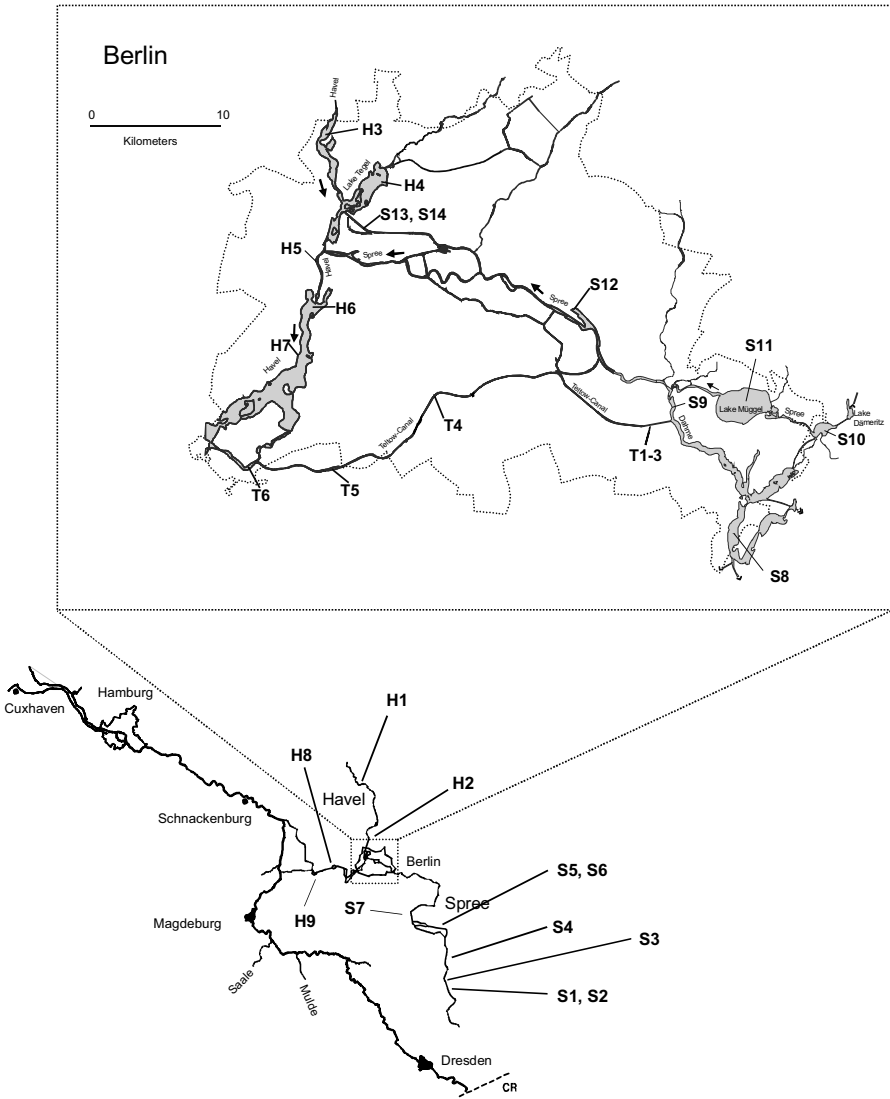 Berlin
0 10
Kilometers
Havel
H3
Lake Tegel
H4
S13, S14
H5
Spree
Havel
H6
S12
Spree
H7
Havel
S11
S9
Lake Müggel
Spree
Lake Dämeritz
S10
Dahme
Teltow-Canal
T4
Teltow-Canal
T1-3
T6
T5
S8
Hamburg
Cuxhaven
H1
H8
Havel
H2
Schnackenburg
Berlin
S5, S6
S7
Spree
H9
Magdeburg
S4
S3
Saale
Mulde
S1, S2
Dresden
CR